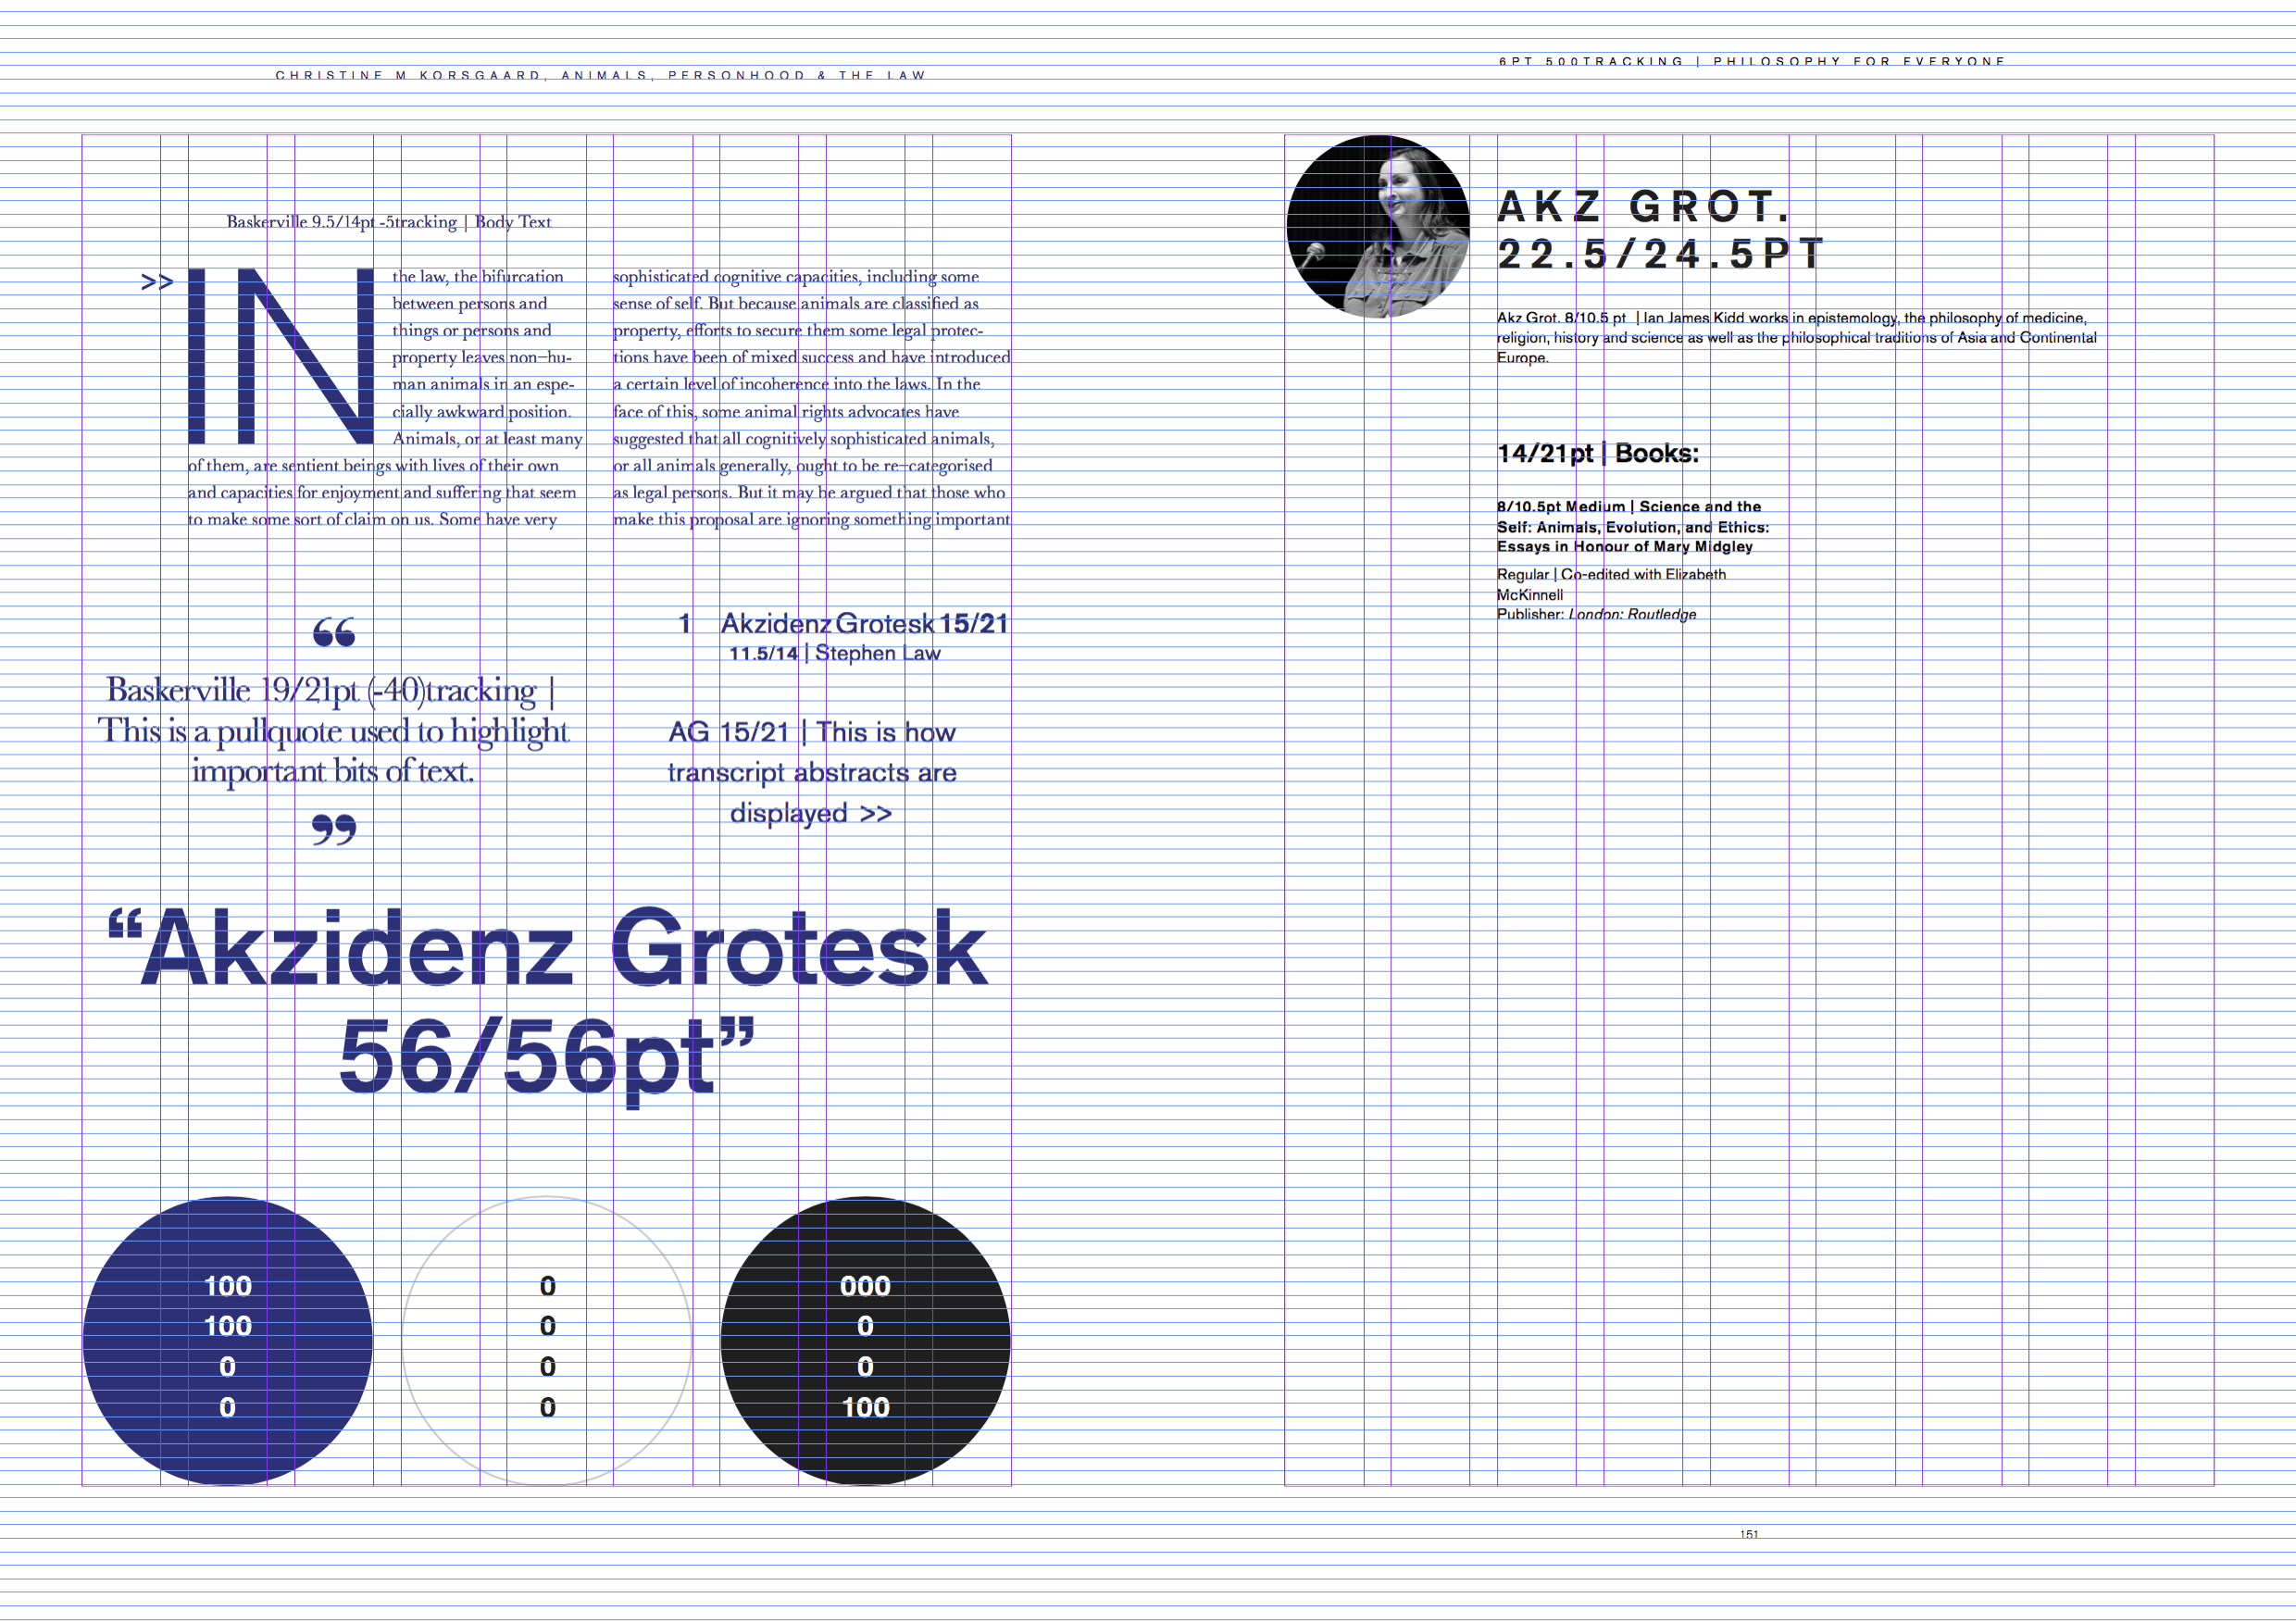 CHRISTINE M KORSGAARD, ANIMALS, PERSONHOOD & THE LAW
Baskerville 9.5/14pt -5tracking | Body Text
>> IN
the law, the bifurcation
between persons and
things or persons and
property leaves non–hu-
man animals in an espe-
cially awkward position.
Animals, or at least many
of them, are sentient beings with lives of their own
and capacities for enjoyment and suffering that seem
to make some sort of claim on us. Some have very
sophisticated cognitive capacities, including some
sense of self. But because animals are classified as
property, efforts to secure them some legal protec-
tions have been of mixed success and have introduced
a certain level of incoherence into the laws. In the
face of this, some animal rights advocates have
suggested that all cognitively sophisticated animals,
or all animals generally, ought to be re–categorised
as legal persons. But it may be argued that those who
make this proposal are ignoring something important
“
Baskerville 19/21pt (-40)tracking |
This is a pullquote used to highlight
important bits of text.
”
1 Akzidenz Grotesk 15/21
11.5/14 | Stephen Law
AG 15/21 | This is how
transcript abstracts are
displayed >>
“Akzidenz Grotesk
56/56pt”
100
100
0
0
0
0
0
0
000
0
0
100
6PT 500TRACKING | PHILOSOPHY FOR EVERYONE
AKZ GROT.
22.5/24.5PT
Akz Grot. 8/10.5 pt | Ian James Kidd works in epistemology, the philosophy of medicine,
religion, history and science as well as the philosophical traditions of Asia and Continental
Europe.
14/21pt | Books:
8/10.5pt Medium | Science and the
Self: Animals, Evolution, and Ethics:
Essays in Honour of Mary Midgley
Regular | Co-edited with Elizabeth
McKinnell
Publisher: London: Routledge
151